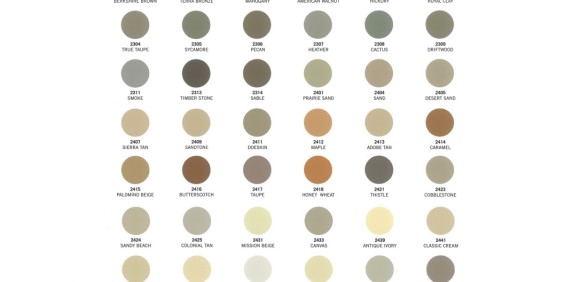 BERKSHIRE BROWN TERRA BRONZE MAHOGANY AMERICAN WALNUT HICKORY ROYAL CLAY
2304 2305 2306 2307 2308 2309
TRUE TAUPE SYCAMORE PECAN HEATHER CACTUS DRIFTWOOD
2311 2313 2314 2401 2404 2405
SMOKE TIMBER STONE SABLE PRAIRIE SAND SAND DESERT SAND
2407 2409 2411 2412 2413 2414
SIERRA TAN SANDTONE DOESKIN MAPLE ADOBE TAN CARAMEL
2415 2416 2417 2418 2421 2422
PALOMINO BEIGE BUTTERSCOTCH TAUPE HONEY WHEAT THISTLE COBBLESTONE
2424 2425 2431 2433 2439 2441
SANDY BEACH COLONIAL TAN MISSION BEIGE CANVAS ANTIQUE IVORY CLASSIC CREAM